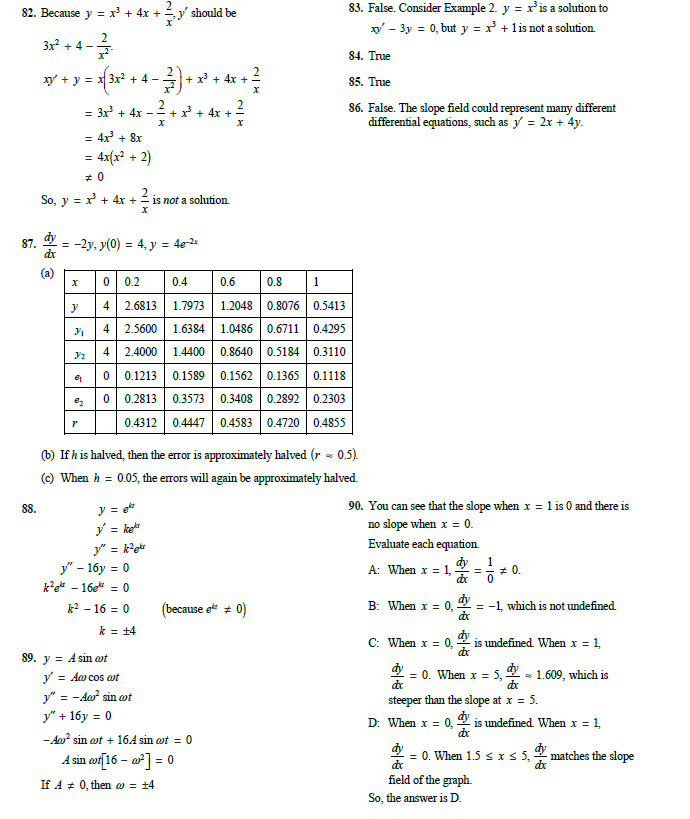 82. Because y = x³ + 4x + 2/x, y′ should be
3x² + 4 − 2/x².
xy′ + y = x(3x² + 4 − 2/x²) + x³ + 4x + 2/x
= 3x³ + 4x − 2/x + x³ + 4x + 2/x
= 4x³ + 8x
= 4x(x² + 2)
≠ 0
So, y = x³ + 4x + 2/x is not a solution.
83. False. Consider Example 2. y = x³ is a solution to
xy′ − 3y = 0, but y = x³ + 1 is not a solution.
84. True
85. True
86. False. The slope field could represent many different
differential equations, such as y′ = 2x + 4y.
87. dy/dx = −2y, y(0) = 4, y = 4e⁻²ˣ
(a)
x 0 0.2 0.4 0.6 0.8 1
y 4 2.6813 1.7973 1.2048 0.8076 0.5413
y₁ 4 2.5600 1.6384 1.0486 0.6711 0.4295
y₂ 4 2.4000 1.4400 0.8640 0.5184 0.3110
e₁ 0 0.1213 0.1589 0.1562 0.1365 0.1118
e₂ 0 0.2813 0.3573 0.3408 0.2892 0.2303
r 0.4312 0.4447 0.4583 0.4720 0.4855
(b) If h is halved, then the error is approximately halved (r ≈ 0.5).
(c) When h = 0.05, the errors will again be approximately halved.
88. y = eᵏᵗ
y′ = keᵏᵗ
y″ = k²eᵏᵗ
y″ − 16y = 0
k²eᵏᵗ − 16eᵏᵗ = 0
k² − 16 = 0 (because eᵏᵗ ≠ 0)
k = ±4
89. y = A sin ωt
y′ = Aω cos ωt
y″ = −Aω² sin ωt
y″ + 16y = 0
−Aω² sin ωt + 16A sin ωt = 0
A sin ωt[16 − ω²] = 0
If A ≠ 0, then ω = ±4
90. You can see that the slope when x = 1 is 0 and there is
no slope when x = 0.
Evaluate each equation.
A: When x = 1, dy/dx = 1/0 ≠ 0.
B: When x = 0, dy/dx = −1, which is not undefined.
C: When x = 0, dy/dx is undefined. When x = 1,
dy/dx = 0. When x = 5, dy/dx ≈ 1.609, which is
steeper than the slope at x = 5.
D: When x = 0, dy/dx is undefined. When x = 1,
dy/dx = 0. When 1.5 ≤ x ≤ 5, dy/dx matches the slope
field of the graph.
So, the answer is D.